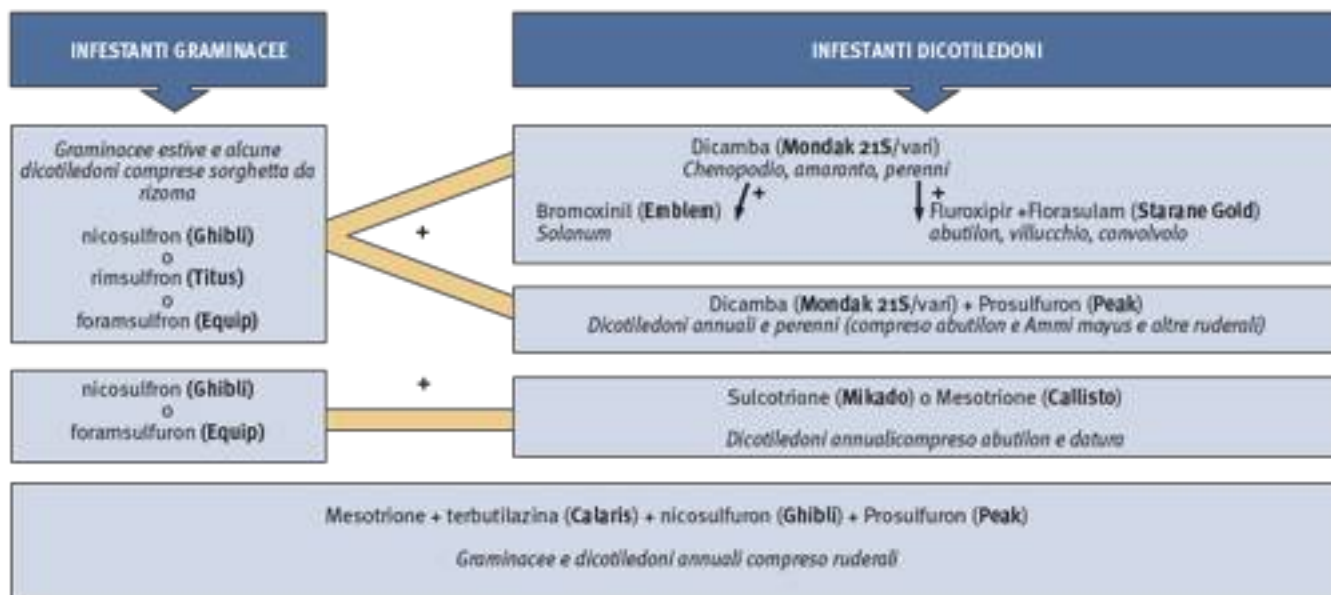 INFESTANTI GRAMINACEE
INFESTANTI DICOTILEDONI
Graminacee estive e alcune
dicotiledoni comprese sorghetta da
rizoma
nicosulfron (Ghibli)
o
rimsulfron (Titus)
o
foramsulfron (Equip)
+
Dicamba (Mondak 21S/vari)
Chenopodio, amaranto, perenni
+
+
Bromoxinil (Emblem)
Solanum
Fluroxipir +Florasulam (Starane Gold)
abutilon, villucchio, convolvolo
Dicamba (Mondak 21S/vari) + Prosulfuron (Peak)
Dicotiledoni annuali e perenni (compreso abutilon e Ammi mayus e altre ruderali)
nicosulfron (Ghibli)
o
foramsulfuron (Equip)
+
Sulcotrione (Mikado) o Mesotrione (Callisto)
Dicotiledoni annualicompreso abutilon e datura
Mesotrione + terbutilazina (Calaris) + nicosulfuron (Ghibli) + Prosulfuron (Peak)
Graminacee e dicotiledoni annuali compreso ruderali